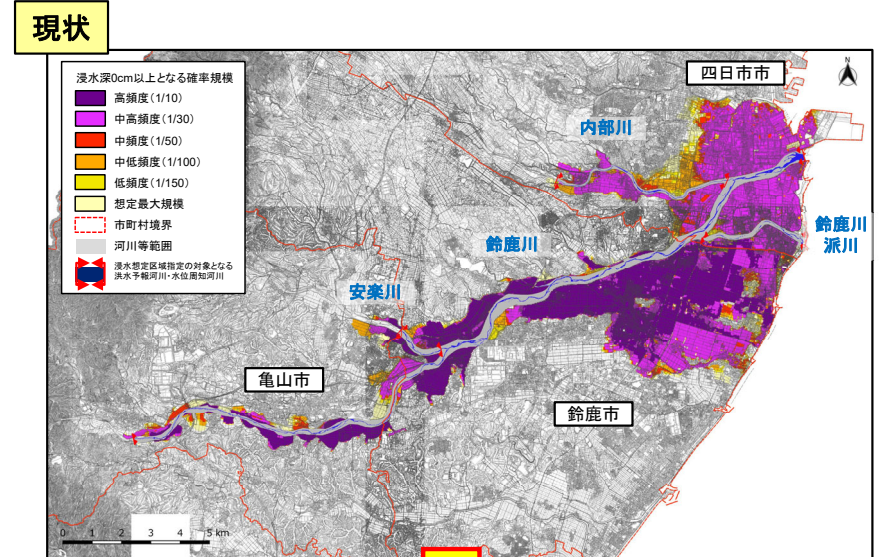 現状
浸水深0cm以上となる確率規模
高頻度(1/10)
中高頻度(1/30)
中頻度(1/50)
中低頻度(1/100)
低頻度(1/150)
想定最大規模
市町村境界
河川等範囲
浸水想定区域指定の対象となる
洪水予報河川・水位周知河川
四日市市
N
内部川
鈴鹿川
派川
鈴鹿川
安楽川
亀山市
鈴鹿市
0 1 2 3 4 5 km